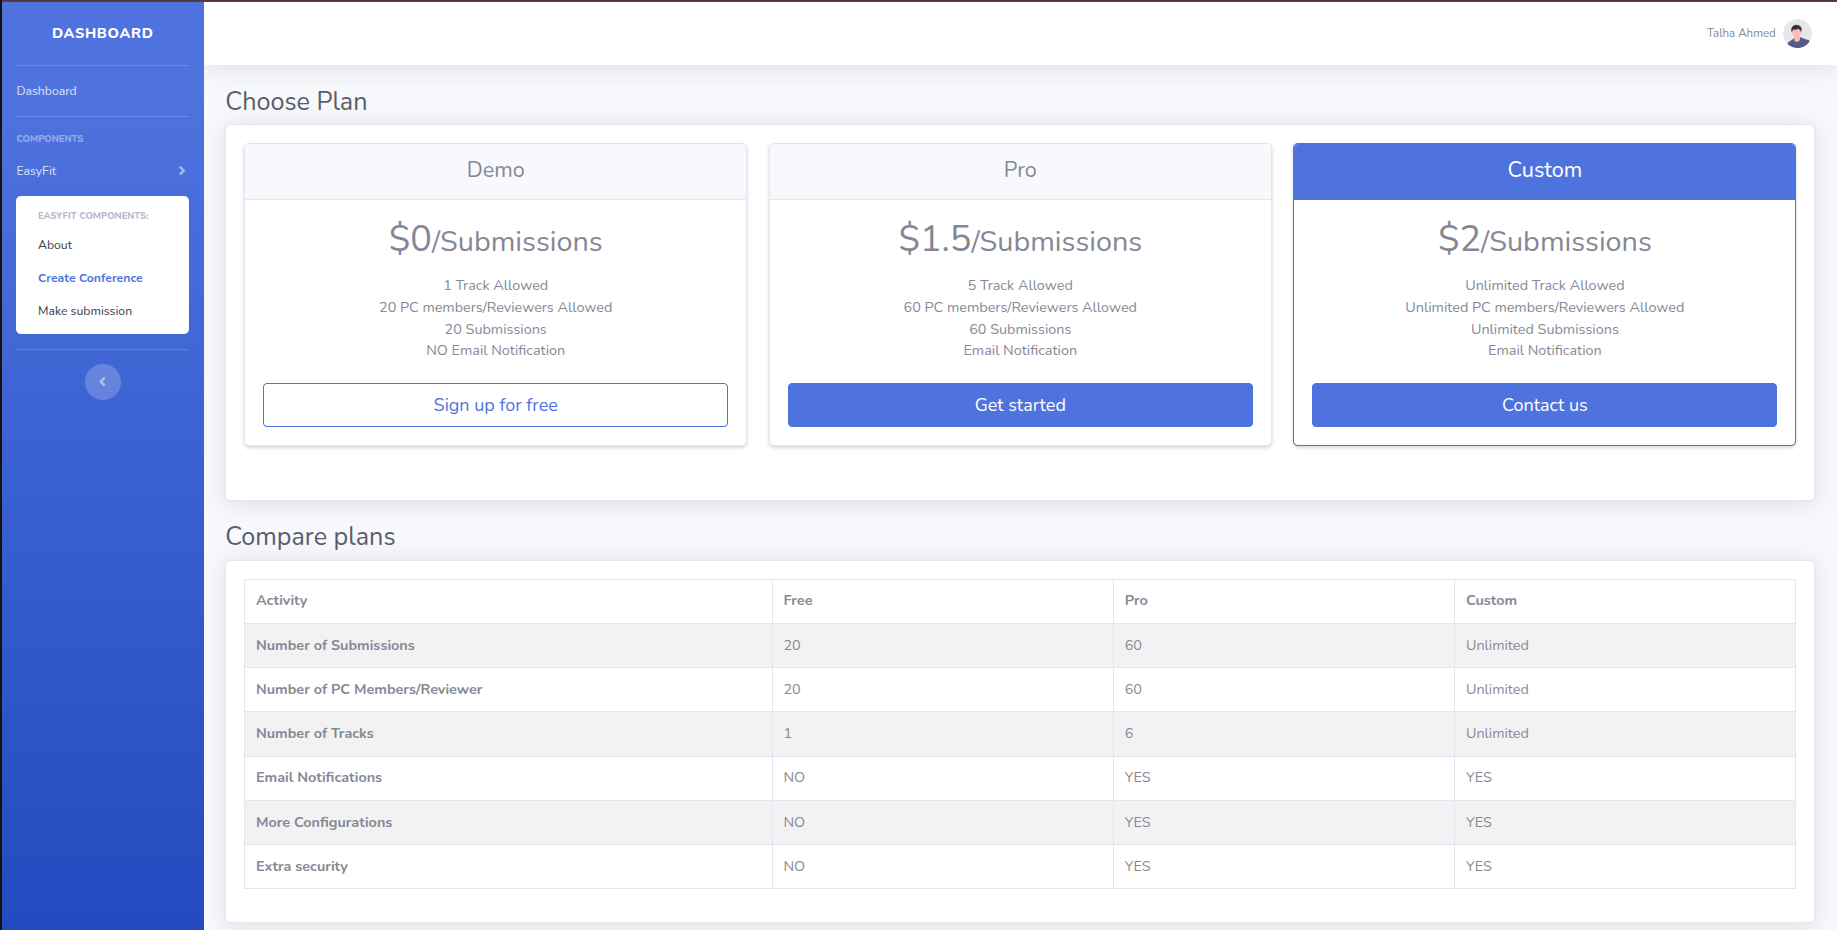 DASHBOARD
Talha Ahmed
Dashboard
COMPONENTS
EasyFit
EASYFIT COMPONENTS:
About
Create Conference
Make submission
Choose Plan
Demo
$0/Submissions
1 Track Allowed
20 PC members/Reviewers Allowed
20 Submissions
NO Email Notification
Sign up for free
Pro
$1.5/Submissions
5 Track Allowed
60 PC members/Reviewers Allowed
60 Submissions
Email Notification
Get started
Custom
$2/Submissions
Unlimited Track Allowed
Unlimited PC members/Reviewers Allowed
Unlimited Submissions
Email Notification
Contact us
Compare plans
Activity Free Pro Custom
Number of Submissions 20 60 Unlimited
Number of PC Members/Reviewer 20 60 Unlimited
Number of Tracks 1 6 Unlimited
Email Notifications NO YES YES
More Configurations NO YES YES
Extra security NO YES YES